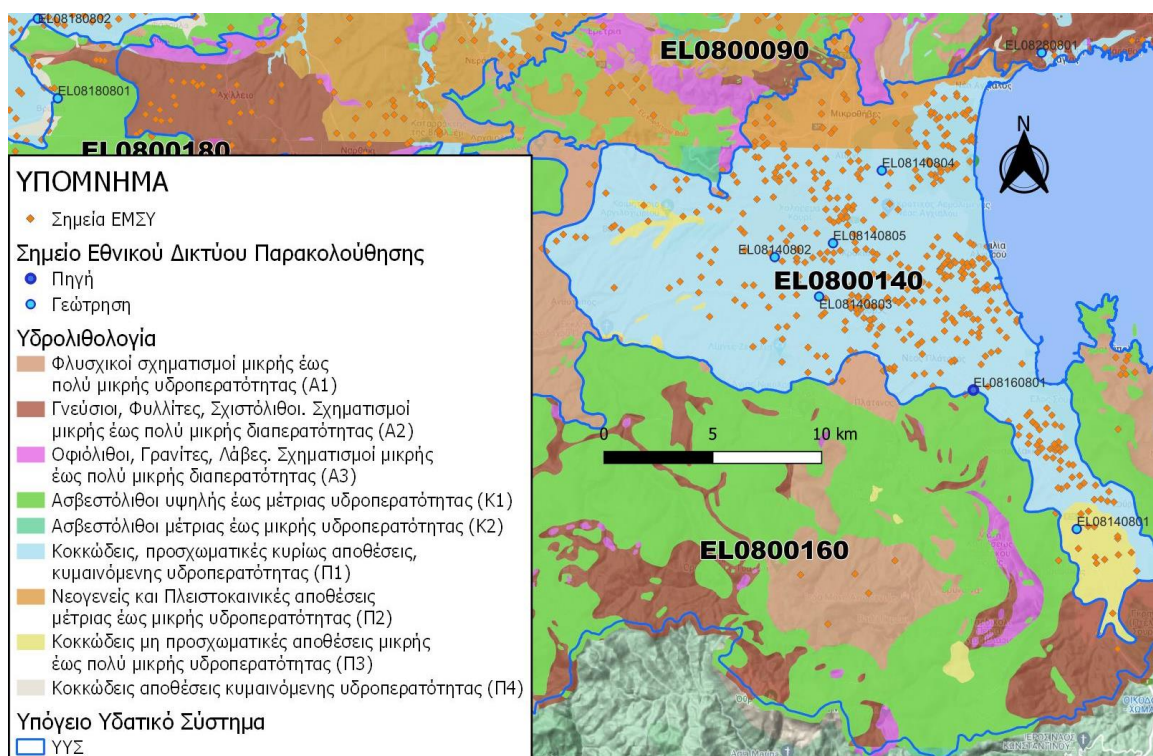 EL08180802
EL0800090
EL08280801
EL08180801
Μικροθήβες
EL0800180
EL08140804
EL08140802
EL08140805
EL0800140
EL08140803
EL08160801
EL08140801
EL0800160
N
0 5 10 km
ΥΠΟΜΝΗΜΑ
Σημεία ΕΜΣΥ
Σημείο Εθνικού Δικτύου Παρακολούθησης
Πηγή
Γεώτρηση
Υδρολιθολογία
Φλυσχικοί σχηματισμοί μικρής έως
πολύ μικρής υδροπερατότητας (Α1)
Γνεύσιοι, Φυλλίτες, Σχιστόλιθοι. Σχηματισμοί
μικρής έως πολύ μικρής διαπερατότητας (Α2)
Οφιόλιθοι, Γρανίτες, Λάβες. Σχηματισμοί μικρής
έως πολύ μικρής διαπερατότητας (Α3)
Ασβεστόλιθοι υψηλής έως μέτριας υδροπερατότητας (Κ1)
Ασβεστόλιθοι μέτριας έως μικρής υδροπερατότητας (Κ2)
Κοκκώδεις, προσχωματικές κυρίως αποθέσεις,
κυμαινόμενης υδροπερατότητας (Π1)
Νεογενείς και Πλειστοκαινικές αποθέσεις
μέτριας έως μικρής υδροπερατότητας (Π2)
Κοκκώδεις μη προσχωματικές αποθέσεις μικρής
έως πολύ μικρής υδροπερατότητας (Π3)
Κοκκώδεις αποθέσεις κυμαινόμενης υδροπερατότητας (Π4)
Υπόγειο Υδατικό Σύστημα
ΥΥΣ